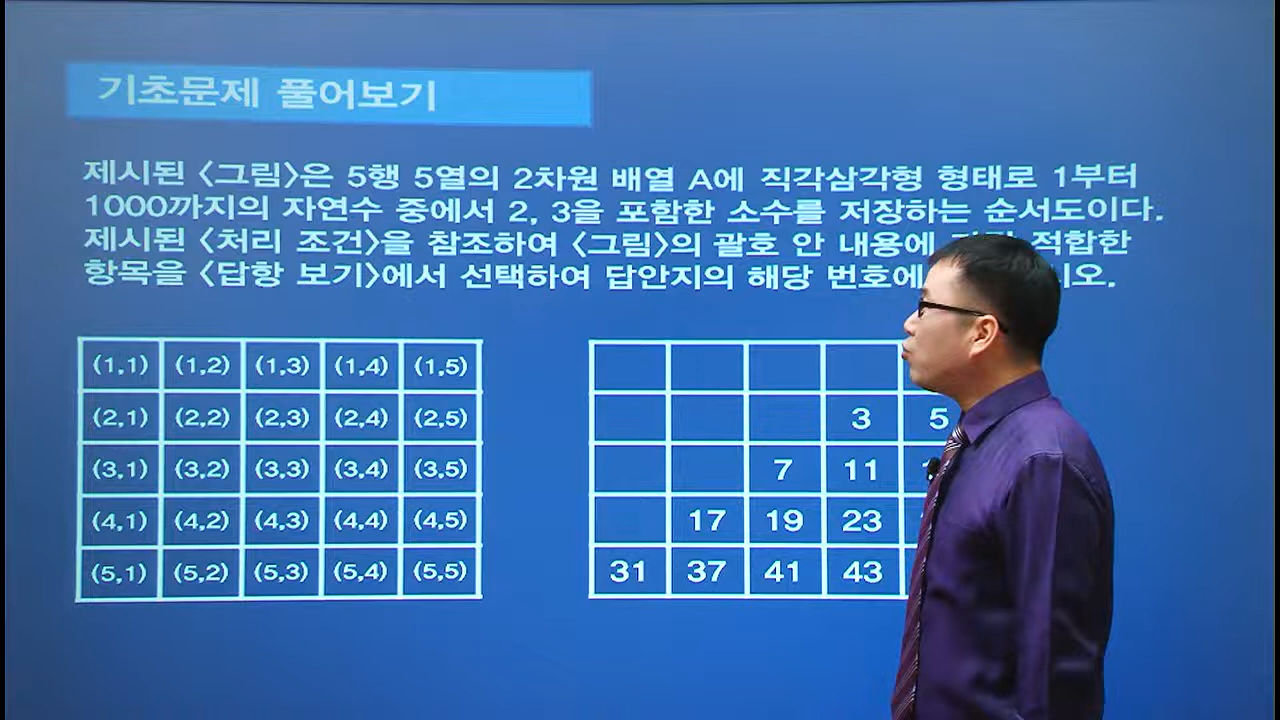 기초문제 풀어보기
제시된 〈그림〉은 5행 5열의 2차원 배열 A에 직각삼각형 형태로 1부터
1000까지의 자연수 중에서 2, 3을 포함한 소수를 저장하는 순서도이다.
제시된 〈처리 조건〉을 참조하여 〈그림〉의 괄호 안 내용에 적합한
항목을 〈답항 보기〉에서 선택하여 답안지의 해당 번호에 오.
(1,1) (1,2) (1,3) (1,4) (1,5)
(2,1) (2,2) (2,3) (2,4) (2,5)
(3,1) (3,2) (3,3) (3,4) (3,5)
(4,1) (4,2) (4,3) (4,4) (4,5)
(5,1) (5,2) (5,3) (5,4) (5,5)
3 5
7 11
17 19 23
31 37 41 43